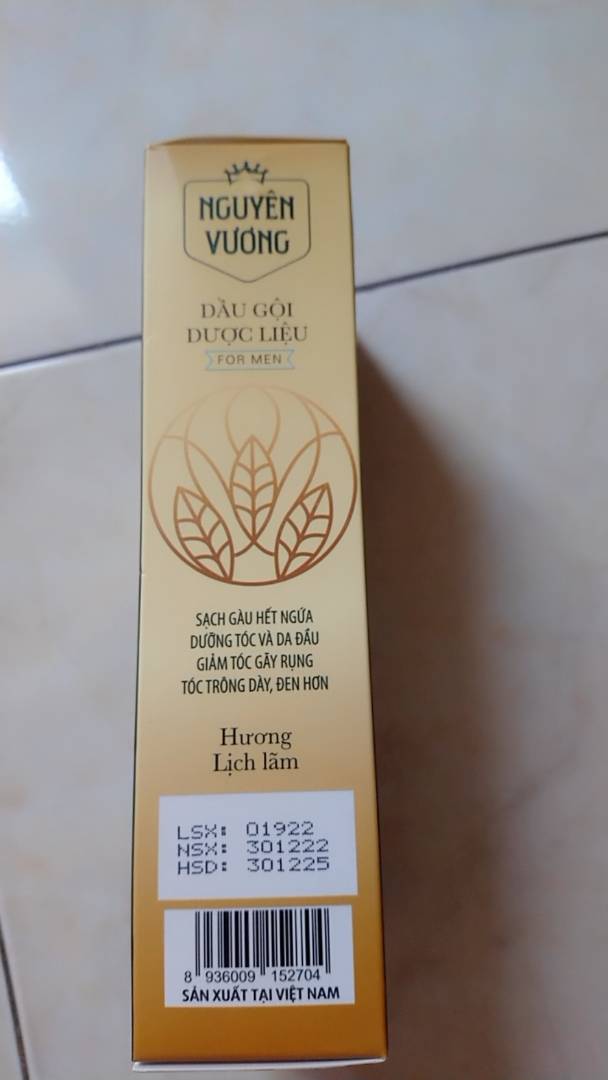 NGUYÊN
VƯƠNG
DẦU GỘI
DƯỢC LIỆU
FOR MEN
SẠCH GÀU HẾT NGỨA
DƯỠNG TÓC VÀ DA ĐẦU
GIẢM TÓC GÃY RỤNG
TÓC TRÔNG DÀY, ĐEN HƠN
Hương
Lịch lãm
LSX: 01922
NSX: 301222
HSD: 301225
8 936009 152704
SẢN XUẤT TẠI VIỆT NAM